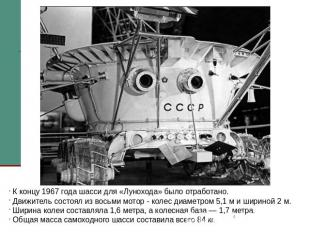 СССР
К концу 1967 года шасси для «Лунохода» было отработано.
Движитель состоял из восьми мотор - колес диаметром 5,1 м и шириной 2 м.
Ширина колеи составляла 1,6 метра, а колесная база — 1,7 метра.
Общая масса самоходного шасси составила всего 84 кг.